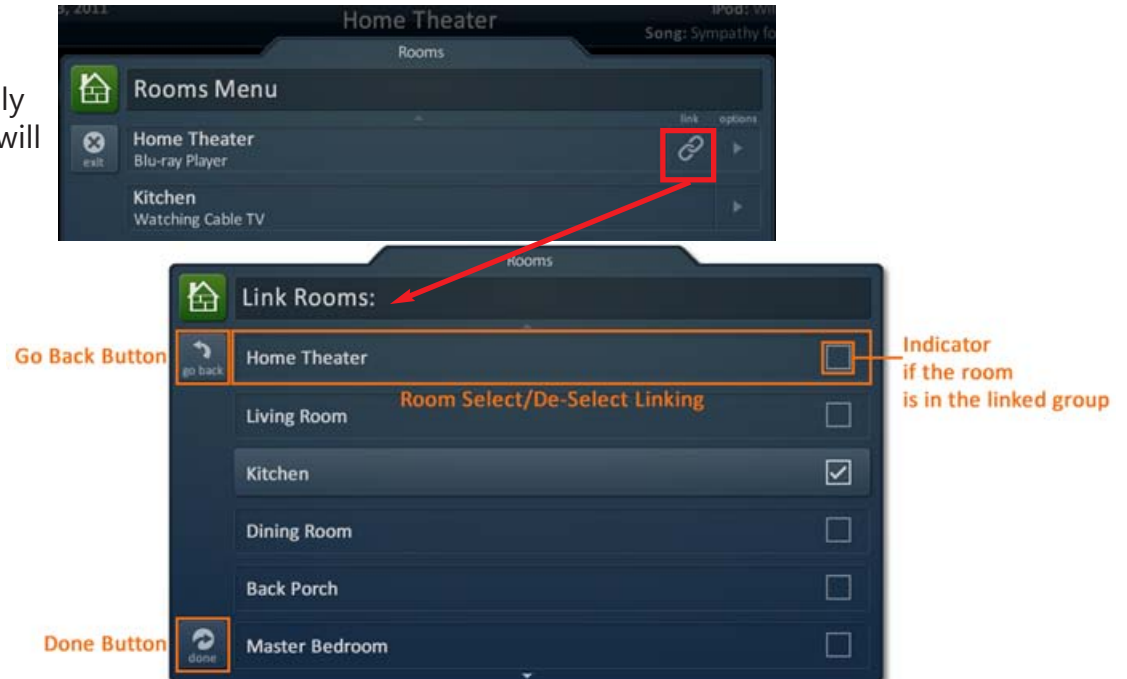 3, 2011
Home Theater
iPod:
Song: Sympathy fo
Rooms
ly
will
Rooms Menu
link options
Home Theater
Blu-ray Player
exit
Kitchen
Watching Cable TV
Rooms
Link Rooms:
Go Back Button
go back
Home Theater
Indicator
if the room
is in the linked group
Room Select/De-Select Linking
Living Room
Kitchen
Dining Room
Back Porch
Done Button
done
Master Bedroom